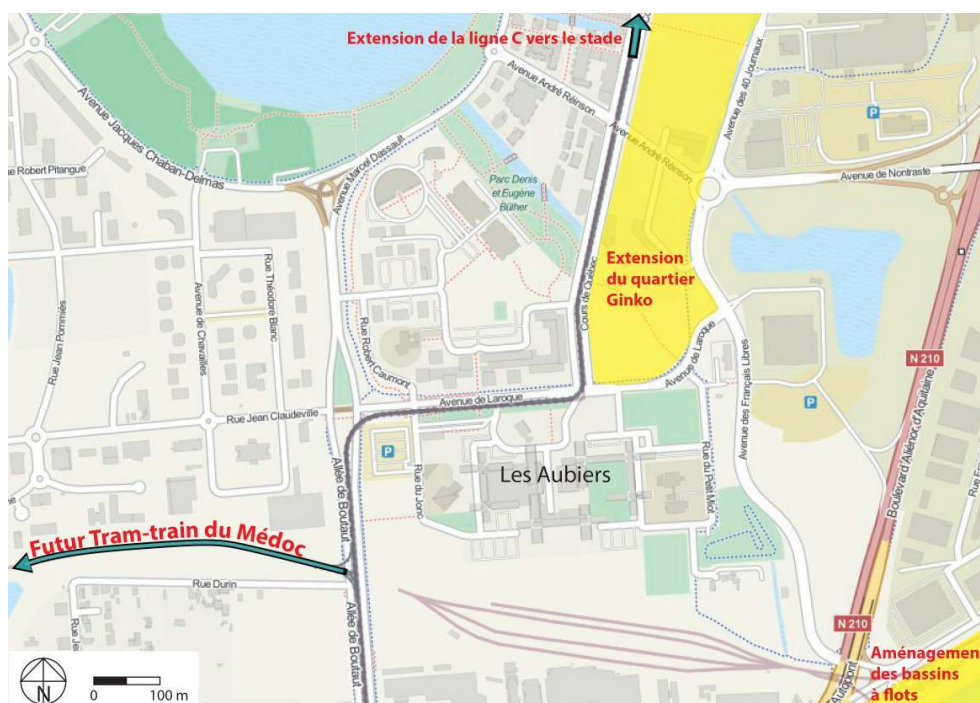 Extension de la ligne C vers le stade
Avenue André Reinson
Avenue des 40 Journaux
P
Avenue Jacques Chaban-Delmas
Avenue Marcel Dassault
ue Robert Pitangue
Parc Denis
et Eugène
Bülher
Avenue André Reinson
Avenue de Nontraste
Rue Jean Pommiès
Avenue de Chavailles
Rue Théodore Blanc
Cours de Québec
Extension
du quartier
Ginko
Avenue de Laroque
Rue Robert Caumont
N 210
Avenue de Laroque
Avenue des Français Libres
P
Boulevard Aliénor d'Aquitaine
Rue Jean Claudeville
P
Allée de Boutaut
Rue du Jonc
Les Aubiers
Rue du Petit Miot
Futur Tram-train du Médoc
Rue Durin
Allée de Boutaut
N 210
Autopont
Aménagemen
des bassins
à flots
N
0 100 m